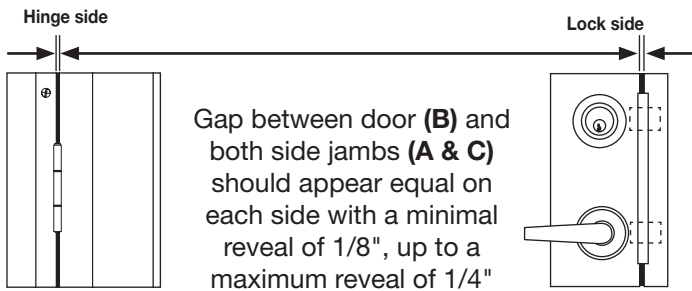 Hinge side
Lock side
Gap between door (B) and
both side jambs (A & C)
should appear equal on
each side with a minimal
reveal of 1/8", up to a
maximum reveal of 1/4"